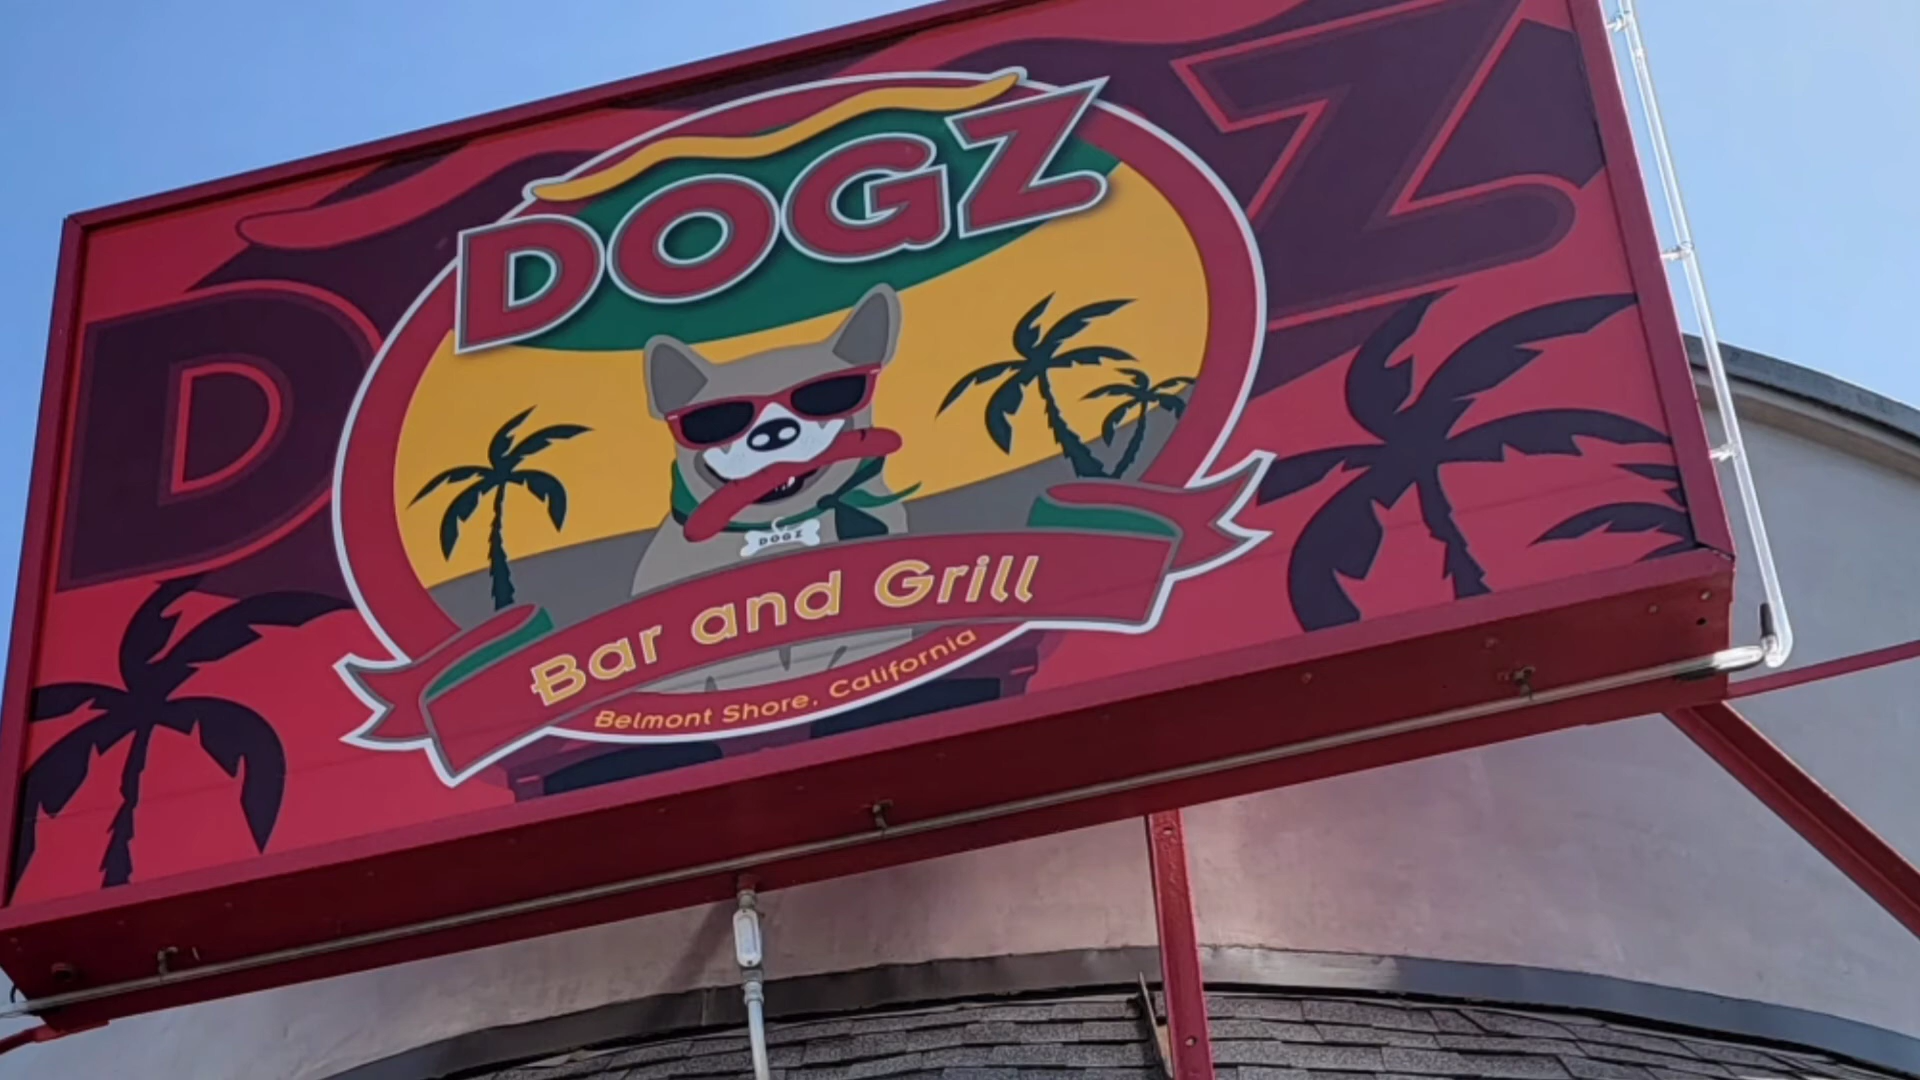 DOGZ
DOGZ
Bar and Grill
Belmont Shore, California
D Z